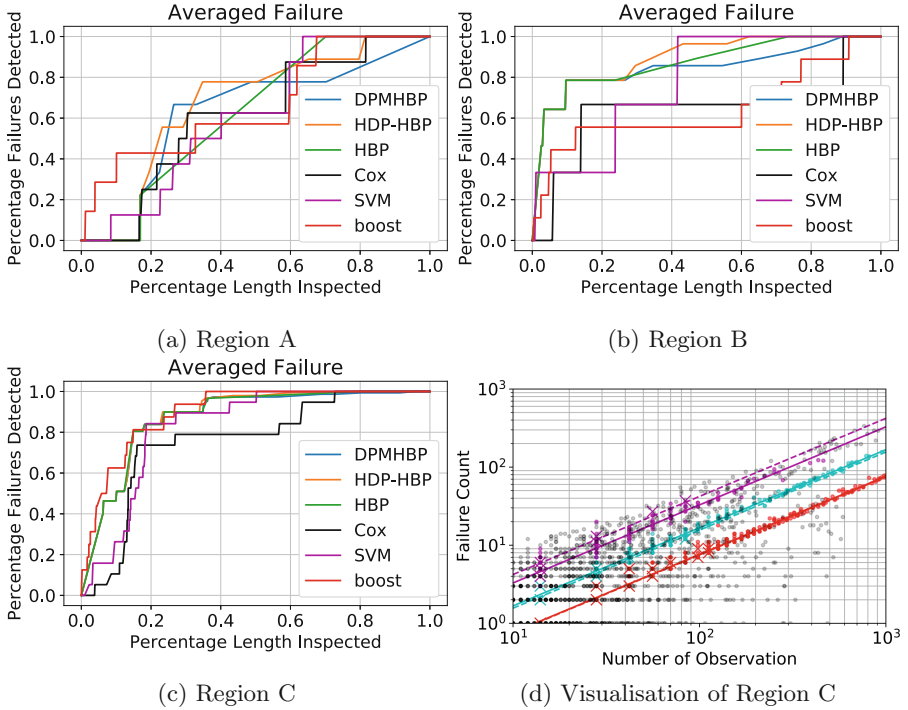 Averaged Failure
Percentage Failures Detected
1.0
0.8
0.6
0.4
0.2
0.0
DPMHBP
HDP-HBP
HBP
Cox
SVM
boost
0.0 0.2 0.4 0.6 0.8 1.0
Percentage Length Inspected
(a) Region A
Averaged Failure
Percentage Failures Detected
1.0
0.8
0.6
0.4
0.2
0.0
DPMHBP
HDP-HBP
HBP
Cox
SVM
boost
0.0 0.2 0.4 0.6 0.8 1.0
Percentage Length Inspected
(b) Region B
Averaged Failure
Percentage Failures Detected
1.0
0.8
0.6
0.4
0.2
0.0
DPMHBP
HDP-HBP
HBP
Cox
SVM
boost
0.0 0.2 0.4 0.6 0.8 1.0
Percentage Length Inspected
(c) Region C
Failure Count
10³
10²
10¹
10⁰
10¹ 10² 10³
Number of Observation
(d) Visualisation of Region C